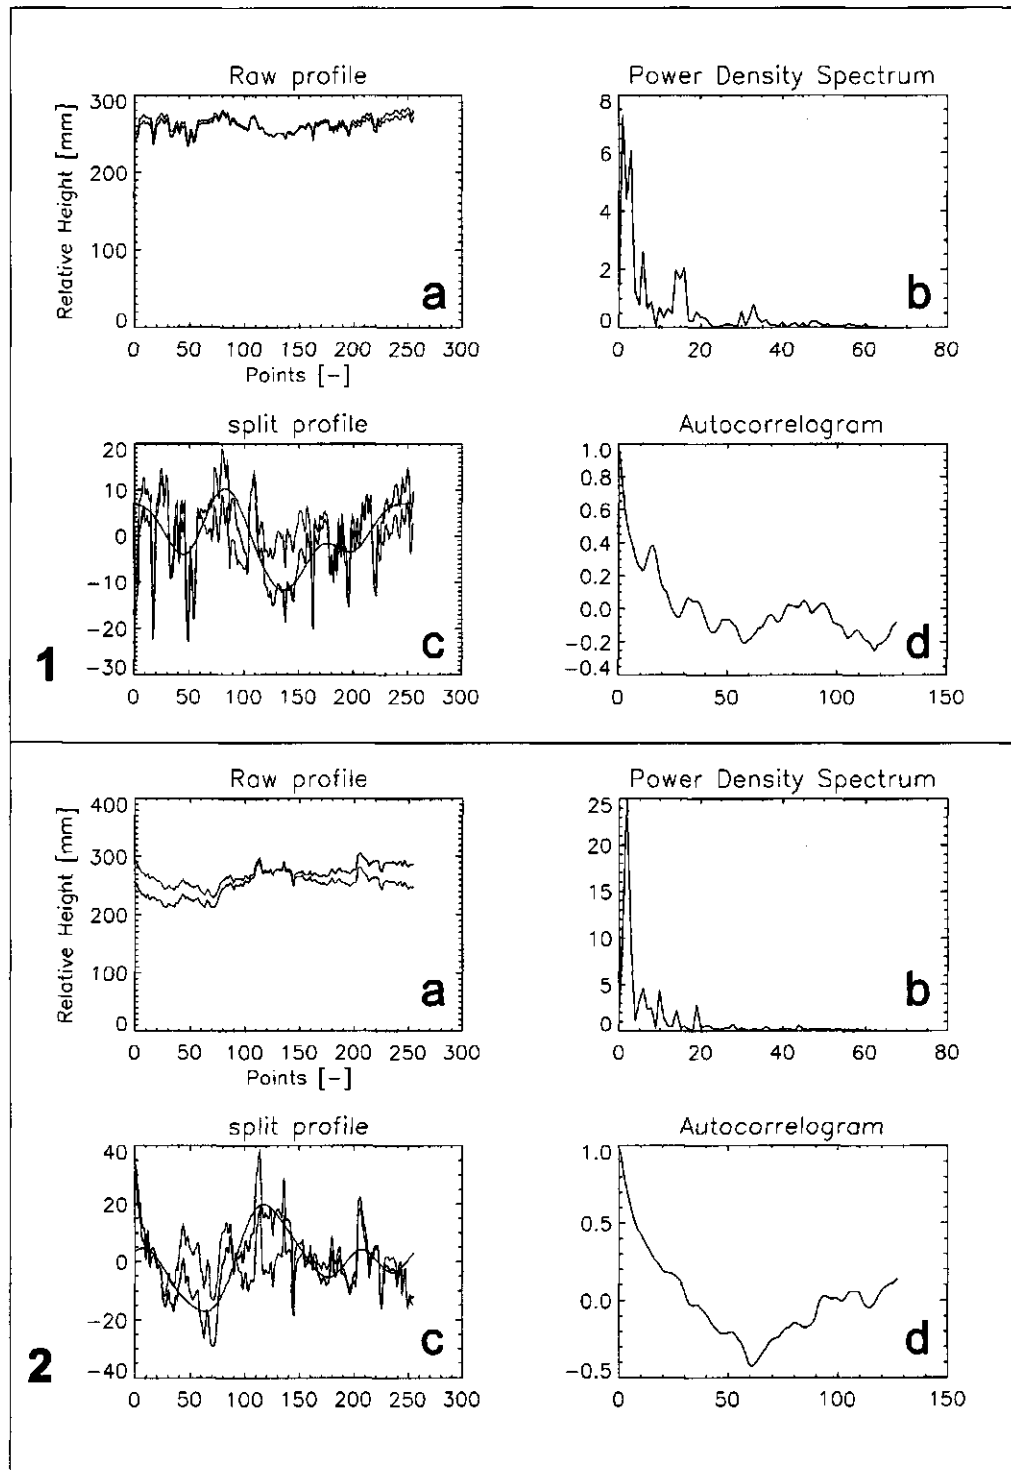 Raw profile
Relative Height [mm]
300
200
100
0
a
0 50 100 150 200 250 300
Points [-]
Power Density Spectrum
8
6
4
2
0
b
0 20 40 60 80
split profile
20
10
0
-10
-20
-30
c
0 50 100 150 200 250 300
Autocorrelogram
1.0
0.8
0.6
0.4
0.2
0.0
-0.2
-0.4
d
0 50 100 150
1
Raw profile
Relative Height [mm]
400
300
200
100
0
a
0 50 100 150 200 250 300
Points [-]
Power Density Spectrum
25
20
15
10
5
0
b
0 20 40 60 80
split profile
40
20
0
-20
-40
c
0 50 100 150 200 250 300
Autocorrelogram
1.0
0.5
0.0
-0.5
d
0 50 100 150
2